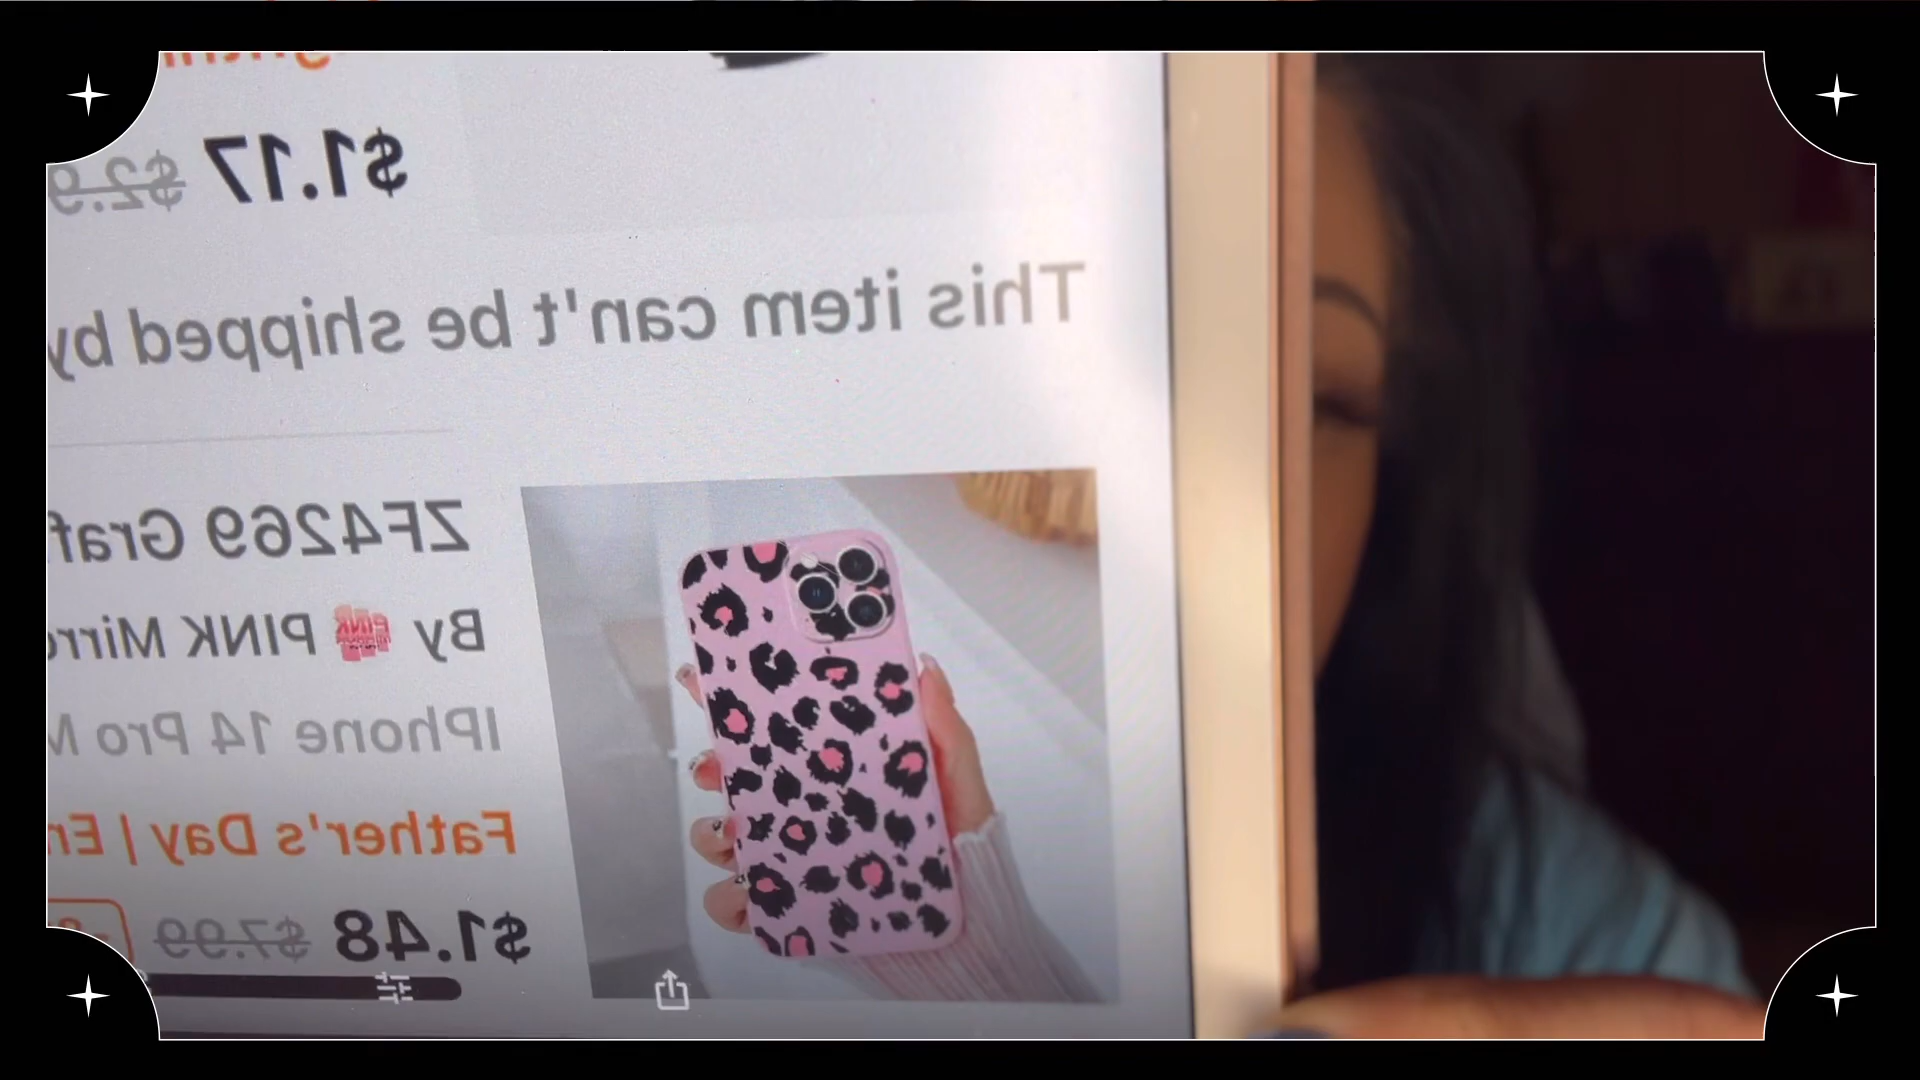 $1.17 $2.9
This item can't be shipped by
ZF4269 Graf
By PINK PINK Mirro
IPhone 14 Pro M
Father's Day | En
$1.48 $7.99